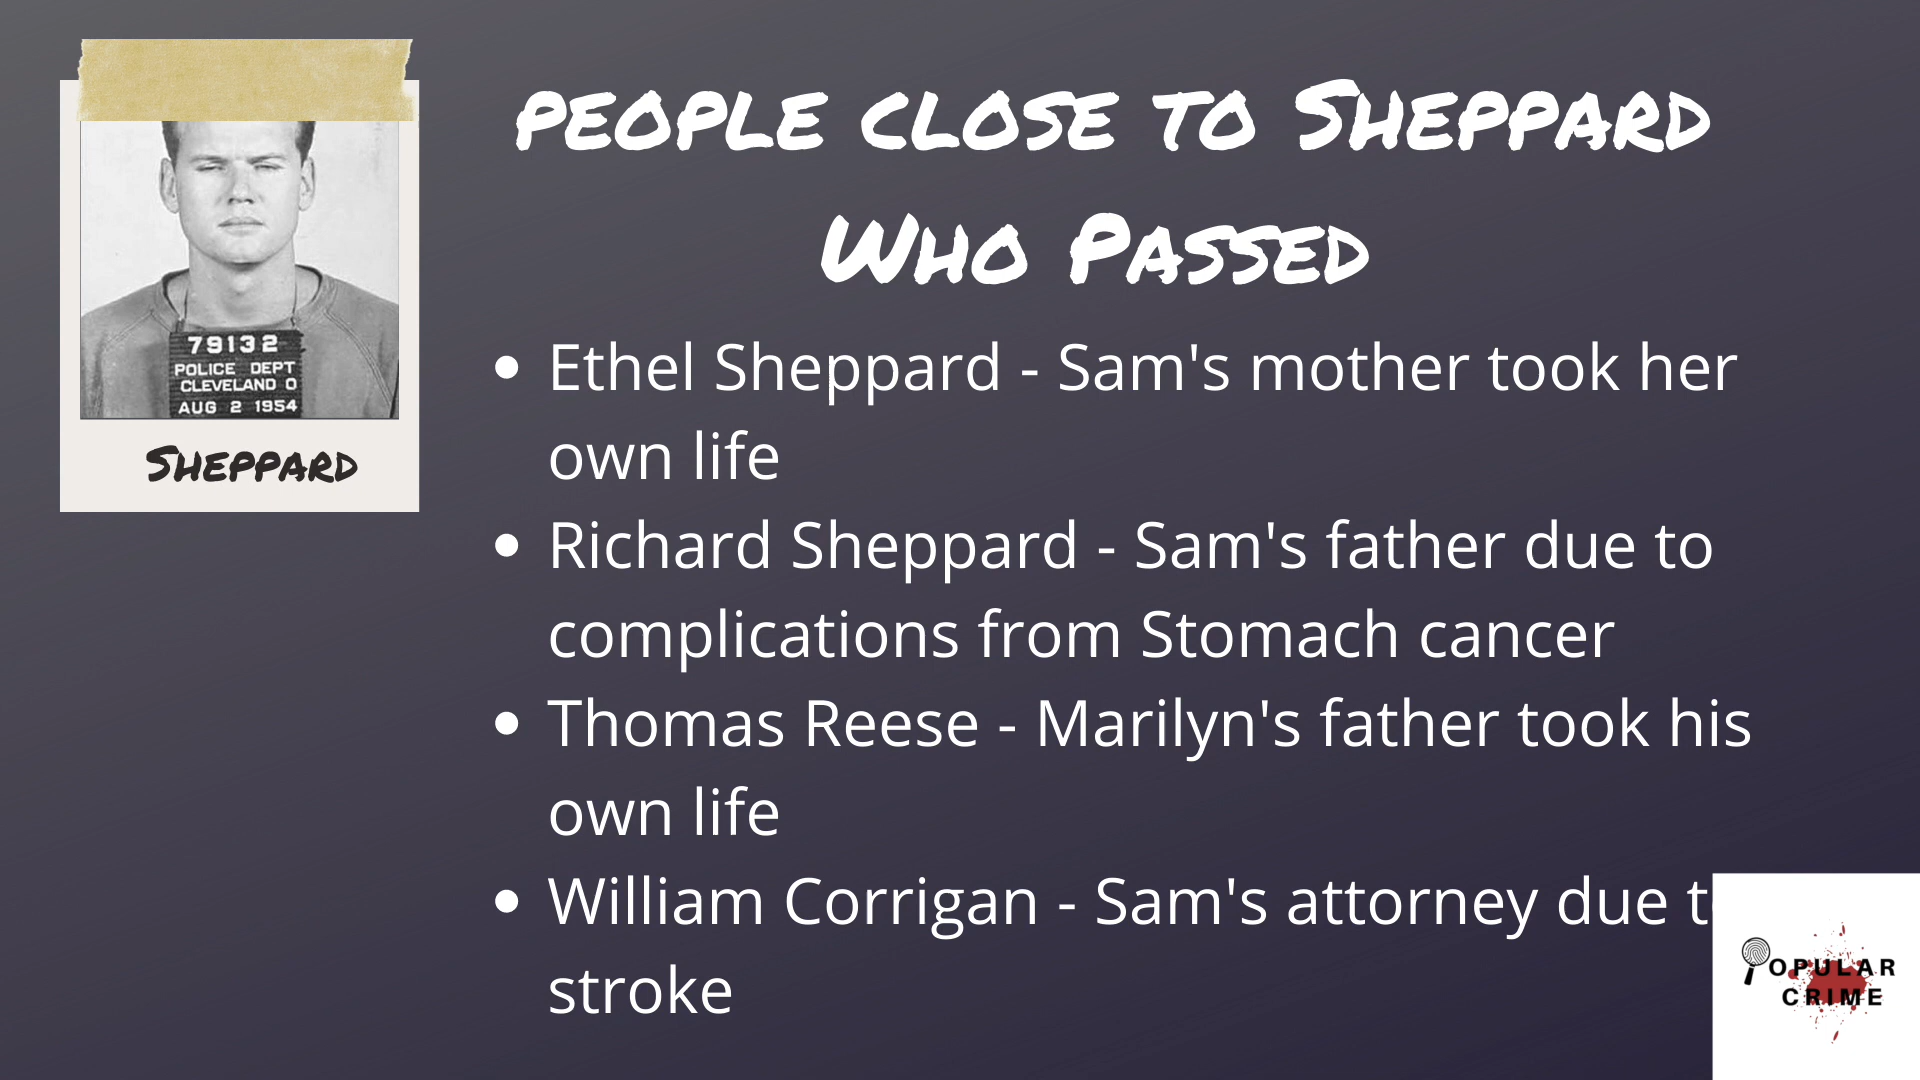 PEOPLE CLOSE TO SHEPPARD
WHO PASSED
79132
POLICE DEPT
CLEVELAND O
AUG 2 1954
SHEPPARD
• Ethel Sheppard - Sam's mother took her
own life
• Richard Sheppard - Sam's father due to
complications from Stomach cancer
• Thomas Reese - Marilyn's father took his
own life
• William Corrigan - Sam's attorney due t
stroke
POPULAR
CRIME